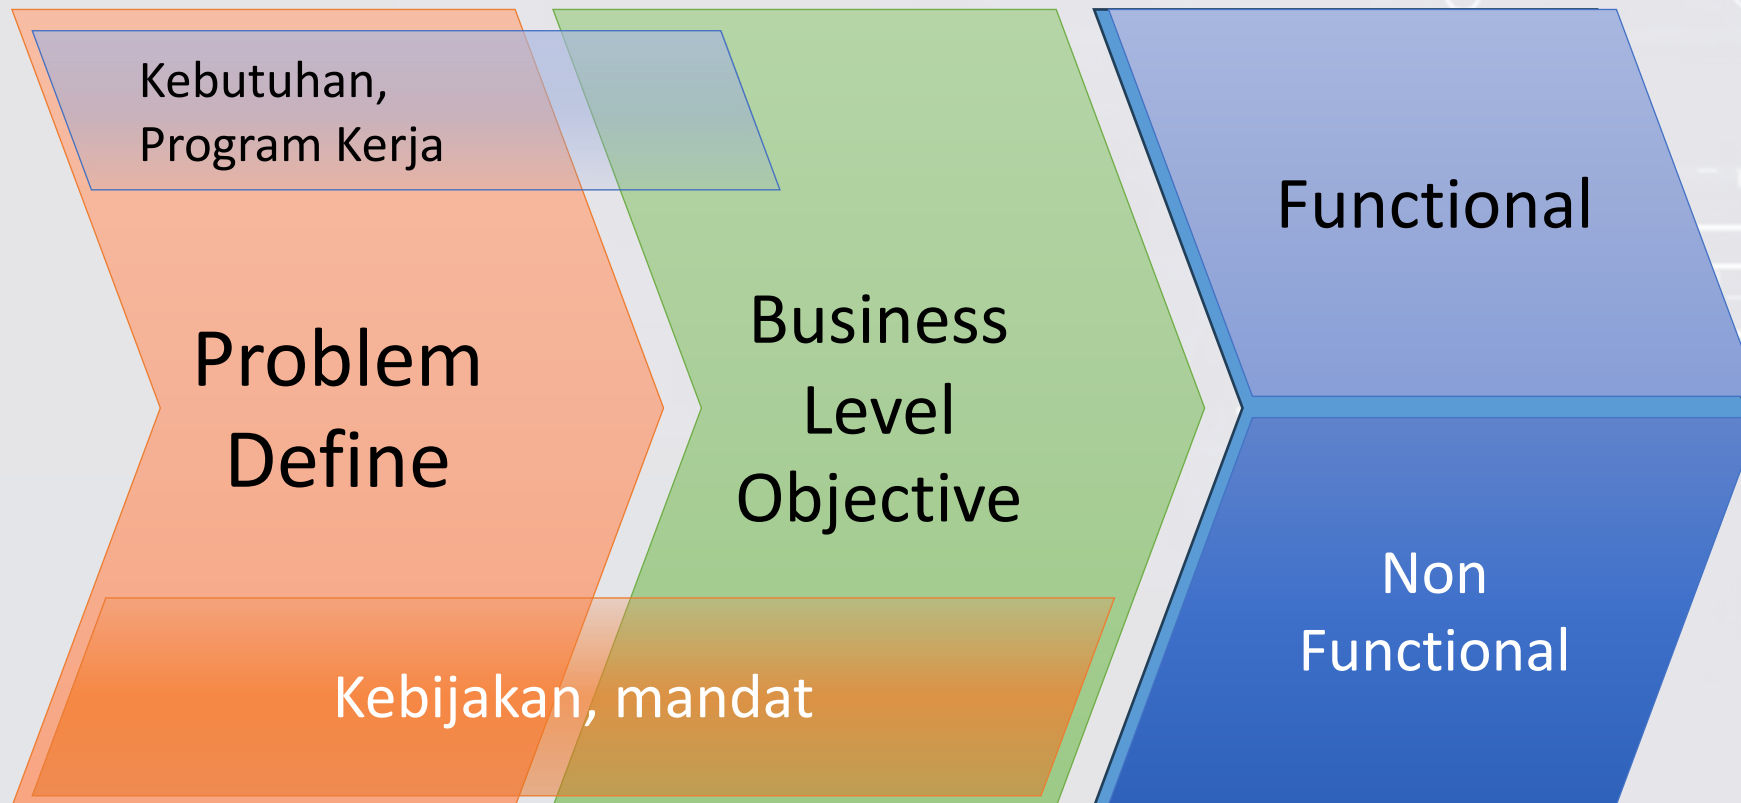 Kebutuhan,
Program Kerja
Problem
Define
Kebijakan, mandat
Business
Level
Objective
Functional
Non
Functional